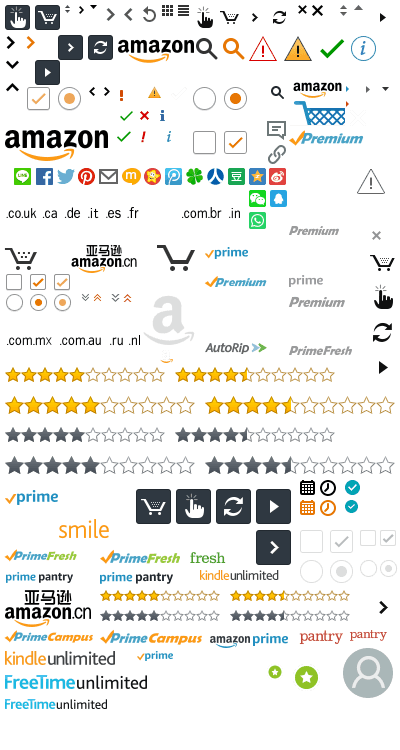 amazon
amazon
amazon
Premium
.co.uk .ca .de .it .es .fr
.com.br .in
Premium
亚马逊
amazon.cn
prime
Premium
prime
Premium
.com.mx .com.au .ru .nl
a
AutoRip
PrimeFresh
prime
smile
PrimeFresh
PrimeFresh
fresh
prime pantry
prime pantry
kindleunlimited
亚马逊
amazon.cn
PrimeCampus
PrimeCampus
amazon prime
pantry
pantry
kindleunlimited
prime
FreeTimeunlimited
FreeTimeunlimited